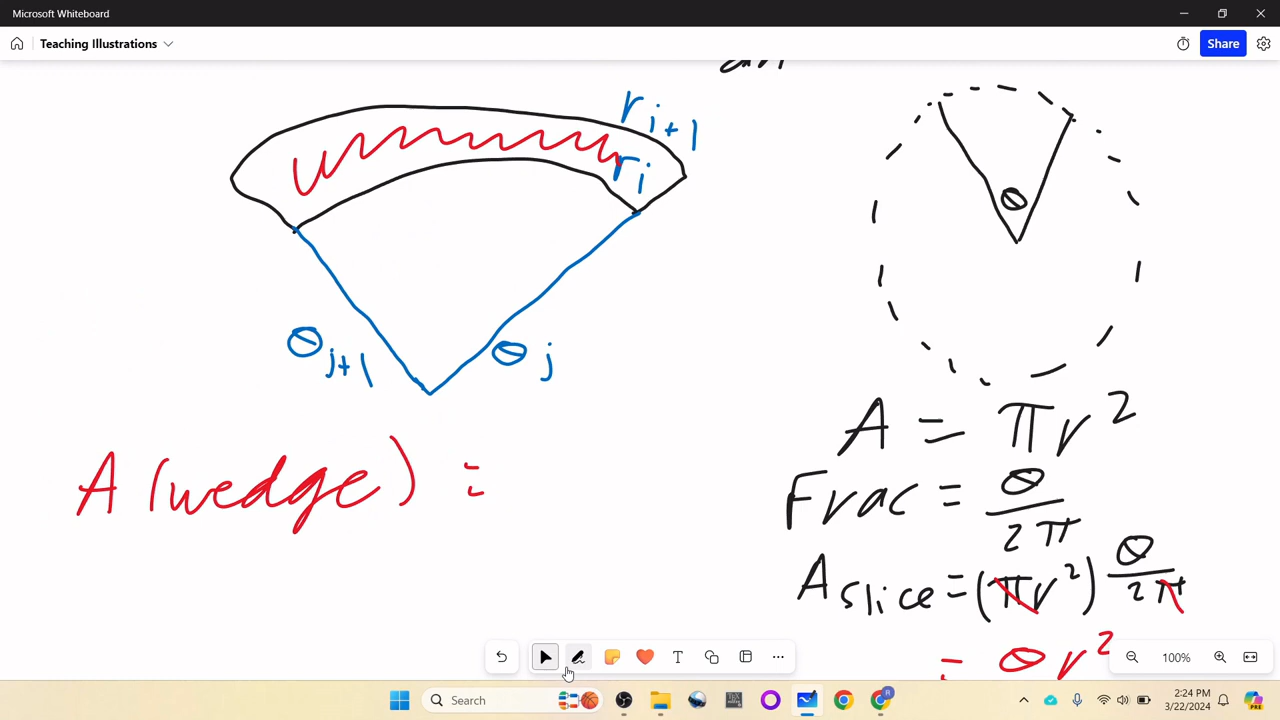 Microsoft Whiteboard
Teaching Illustrations
Share
r i+1
r i
θ
θ j+1
θ j
A = πr²
A (wedge) =
Frac = θ/2π
A slice = (πr²) θ/2π
= θr²
100%
Search
2:24 PM
3/22/2024